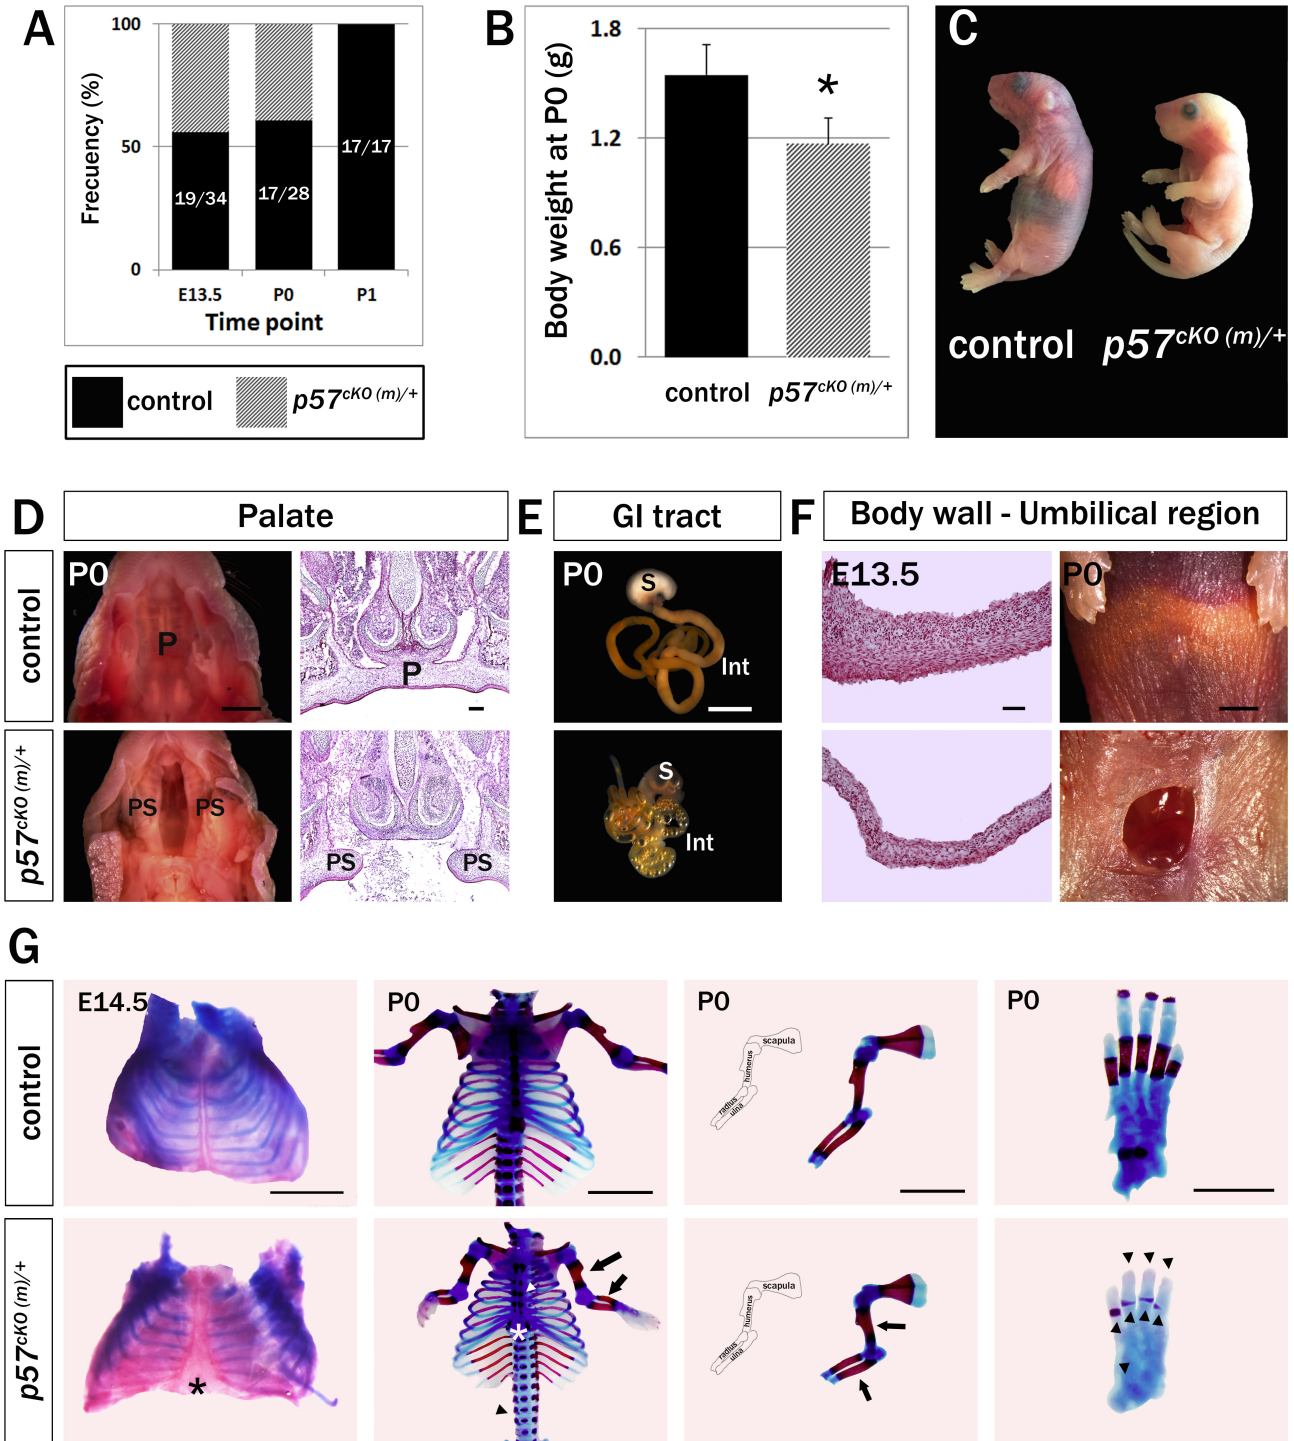 A
100
50
0
Frecuency (%)
19/34
17/28
17/17
E13.5 P0 P1
Time point
control p57cKO (m)/+
B
1.8
1.2
0.6
0.0
Body weight at P0 (g)
*
control p57cKO (m)/+
C
control p57cKO (m)/+
D
Palate
E
GI tract
F
Body wall - Umbilical region
control
P0
P
P
P0
S
Int
E13.5
P0
p57cKO (m)/+
PS
PS
PS
PS
S
Int
G
control
E14.5
P0
P0
scapula
humerus
radius
ulna
P0
p57cKO (m)/+
*
*
scapula
humerus
radius
ulna